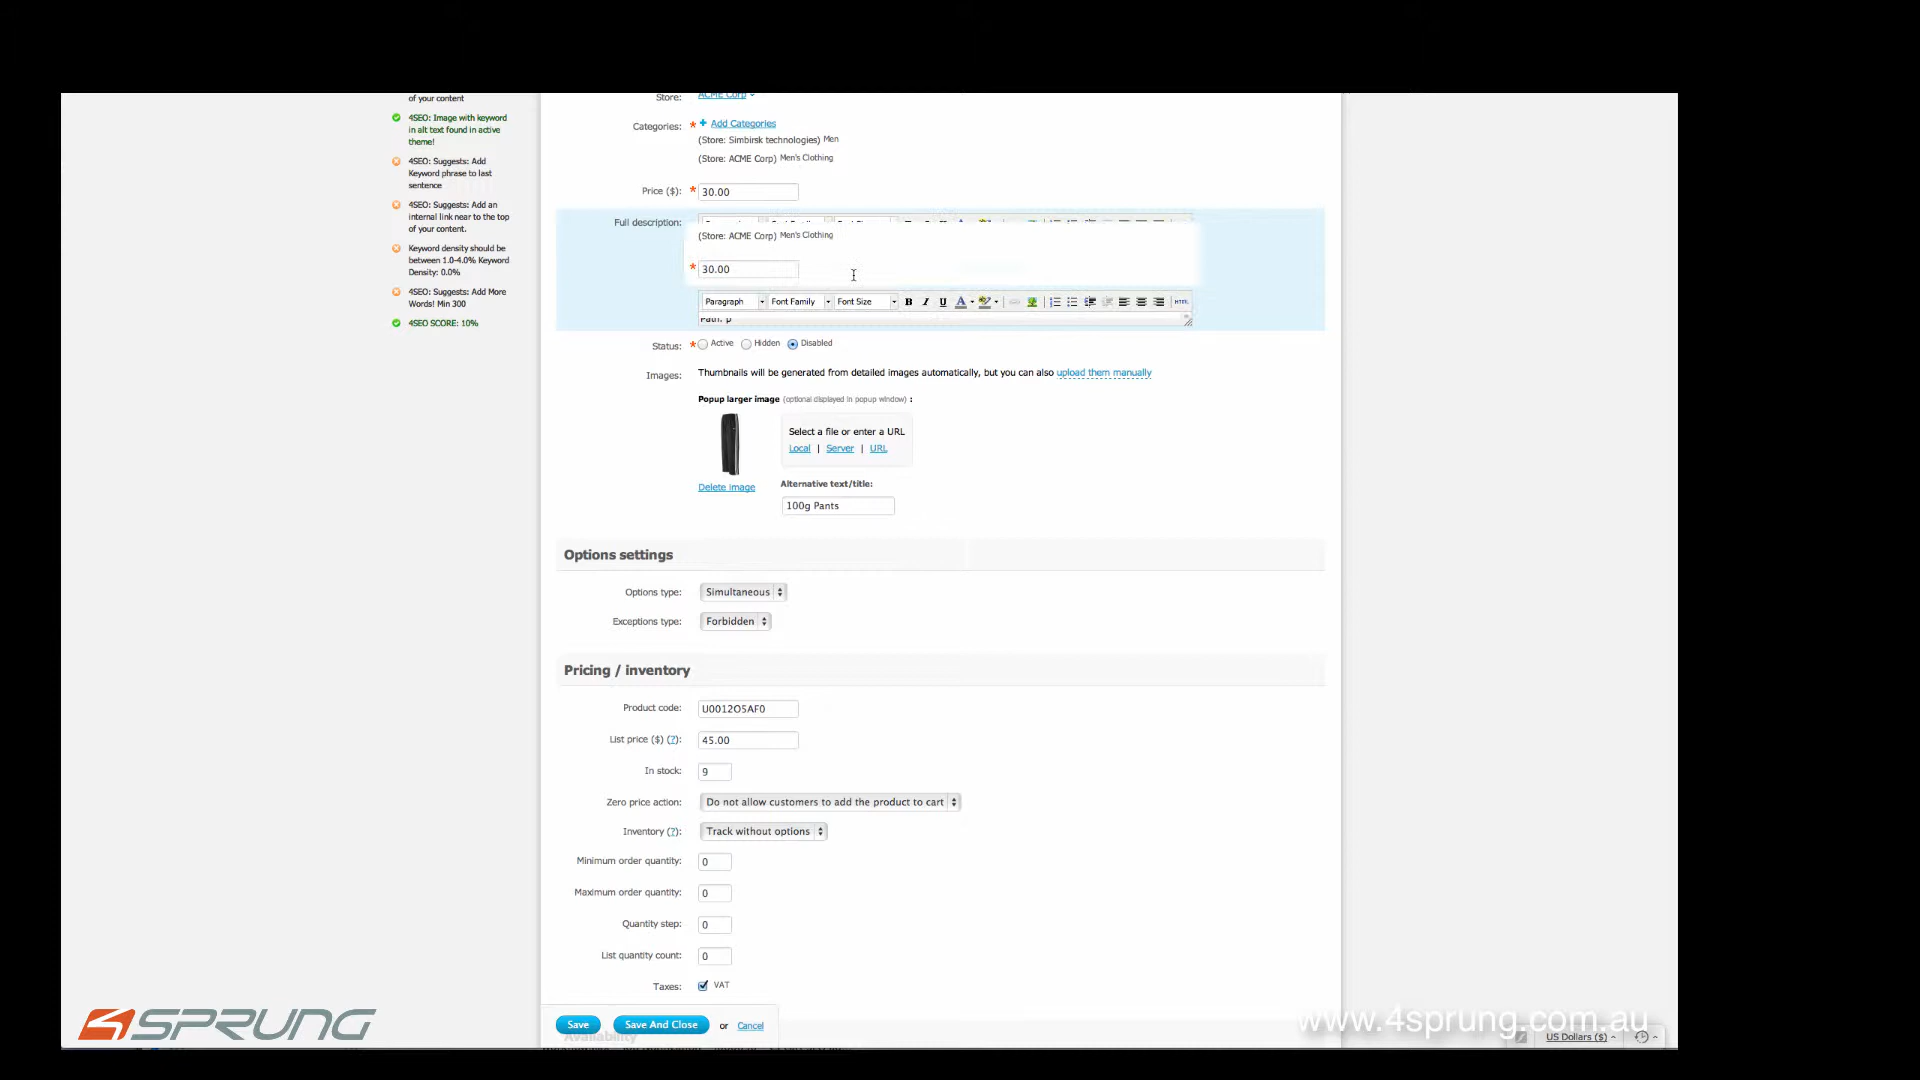 of your content
4SEO: Image with keyword
in alt text found in active
theme!
4SEO: Suggests: Add
Keyword phrase to last
sentence
4SEO: Suggests: Add an
internal link near to the top
of your content.
Keyword density should be
between 1.0-4.0% Keyword
Density: 0.0%
4SEO: Suggests: Add More
Words! Min 300
4SEO SCORE: 10%
Store: ACME Corp
Categories: * + Add Categories
(Store: Simbirsk technologies) Men
(Store: ACME Corp) Men's Clothing
Price ($): * 30.00
Full description:
(Store: ACME Corp) Men's Clothing
* 30.00
Paragraph Font Family Font Size B I U A HTML
Path: p
Status: * Active Hidden Disabled
Images: Thumbnails will be generated from detailed images automatically, but you can also upload them manually
Popup larger image (optional displayed in popup window) :
Select a file or enter a URL
Local | Server | URL
Delete image
Alternative text/title:
100g Pants
Options settings
Options type: Simultaneous
Exceptions type: Forbidden
Pricing / inventory
Product code: U0012O5AF0
List price ($) (?): 45.00
In stock: 9
Zero price action: Do not allow customers to add the product to cart
Inventory (?): Track without options
Minimum order quantity: 0
Maximum order quantity: 0
Quantity step: 0
List quantity count: 0
Taxes: VAT
Save Save And Close or Cancel
Availability
4SPRUNG
www.4sprung.com.au
US Dollars ($)